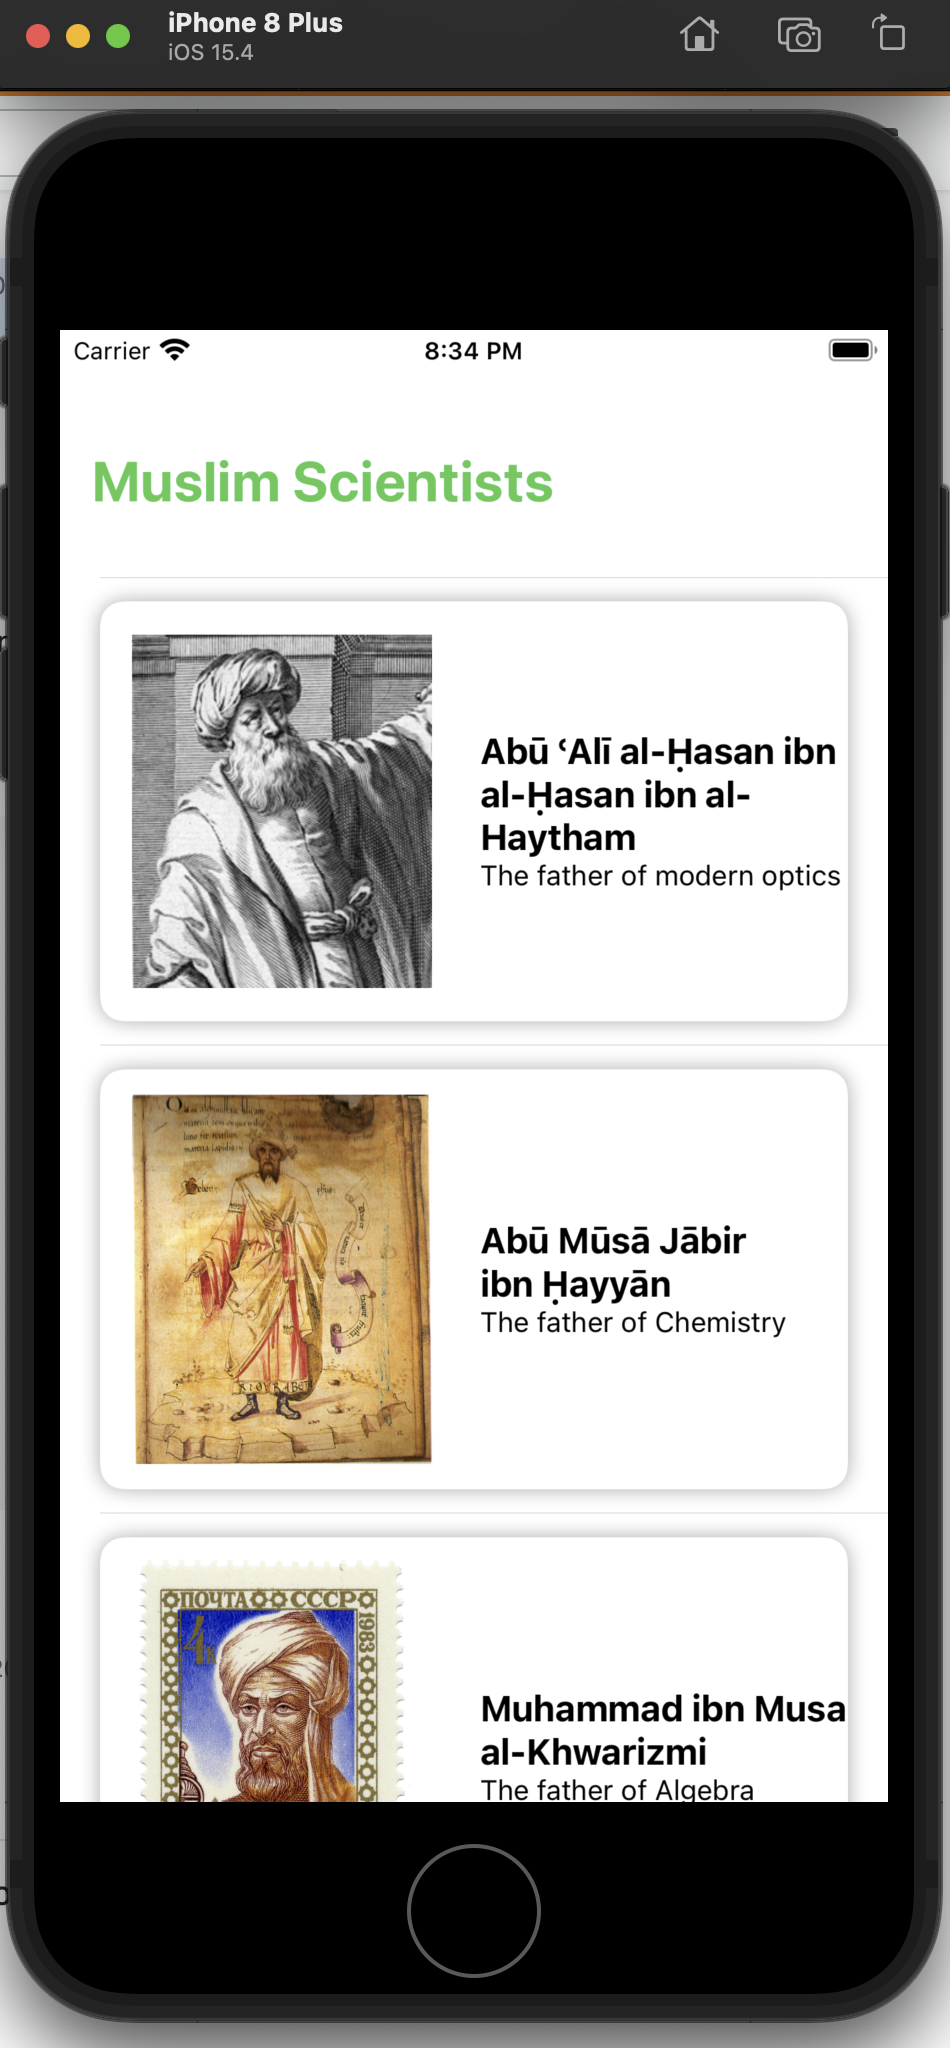 iPhone 8 Plus
iOS 15.4
Carrier 8:34 PM
Muslim Scientists
Abū ʿAlī al-Ḥasan ibn
al-Ḥasan ibn al-
Haytham
The father of modern optics
Abū Mūsā Jābir
ibn Ḥayyān
The father of Chemistry
ПОЧТА СССР
1983
4к
Muhammad ibn Musa
al-Khwarizmi
The father of Algebra